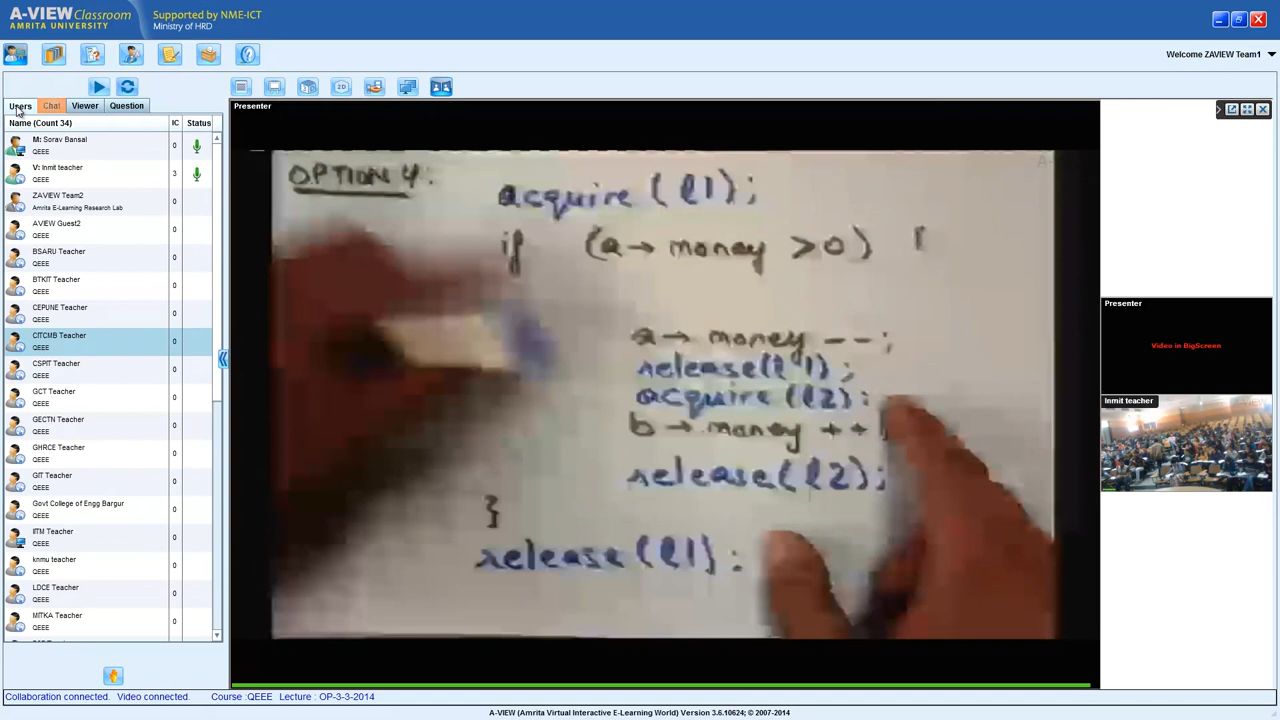 A-VIEW Classroom
AMRITA UNIVERSITY
Supported by NME-ICT
Ministry of HRD
Welcome ZAVIEW Team1
2D
Users Chat Viewer Question
Name (Count 34) IC Status
M: Sorav Bansal
QEEE
0
V: Inmit teacher
QEEE
3
ZAVIEW Team2
Amrita E-Learning Research Lab
0
AVIEW Guest2
QEEE
0
BSARU Teacher
QEEE
0
BTKIT Teacher
QEEE
0
CEPUNE Teacher
QEEE
0
CITCMB Teacher
QEEE
0
CSPIT Teacher
QEEE
0
GCT Teacher
QEEE
0
GECTN Teacher
QEEE
0
GHRCE Teacher
QEEE
0
GIT Teacher
QEEE
0
Govt College of Engg Bargur
QEEE
0
IITM Teacher
QEEE
0
knmu teacher
QEEE
0
LDCE Teacher
QEEE
0
MITKA Teacher
QEEE
0
Presenter
OPTION 4:
acquire (l1);
if (a→ money >0) {
a→ money --;
release(l1);
acquire (l2);
b→ money ++
release(l2);
}
release(l1);
Presenter
Video in BigScreen
Inmit teacher
Collaboration connected. Video connected. Course :QEEE Lecture : OP-3-3-2014
A-VIEW (Amrita Virtual Interactive E-Learning World) Version 3.6.10624; © 2007-2014